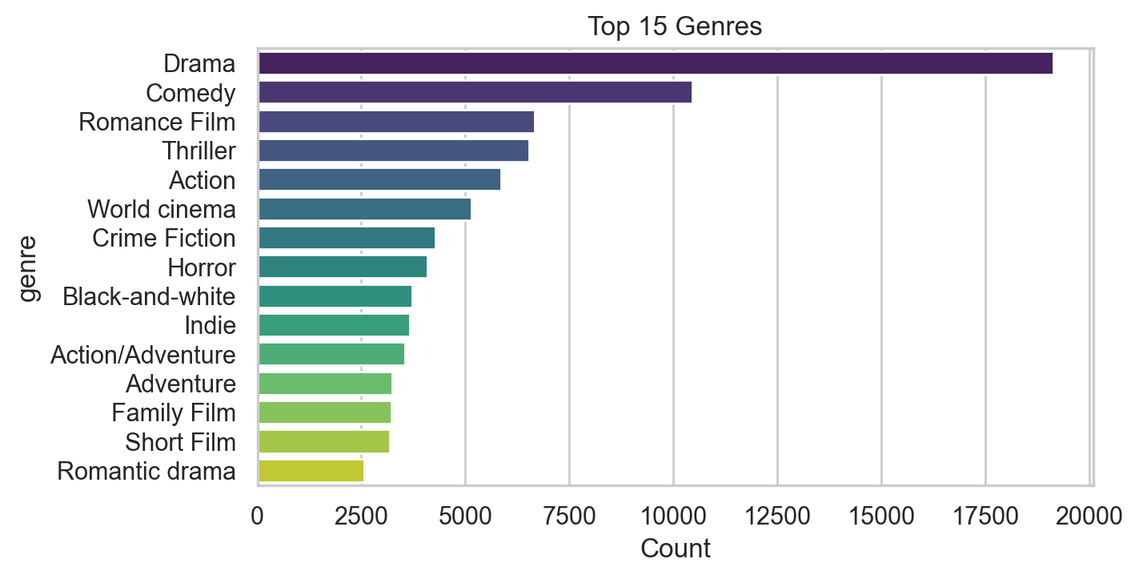 Top 15 Genres
genre
Drama
Comedy
Romance Film
Thriller
Action
World cinema
Crime Fiction
Horror
Black-and-white
Indie
Action/Adventure
Adventure
Family Film
Short Film
Romantic drama
0 2500 5000 7500 10000 12500 15000 17500 20000
Count